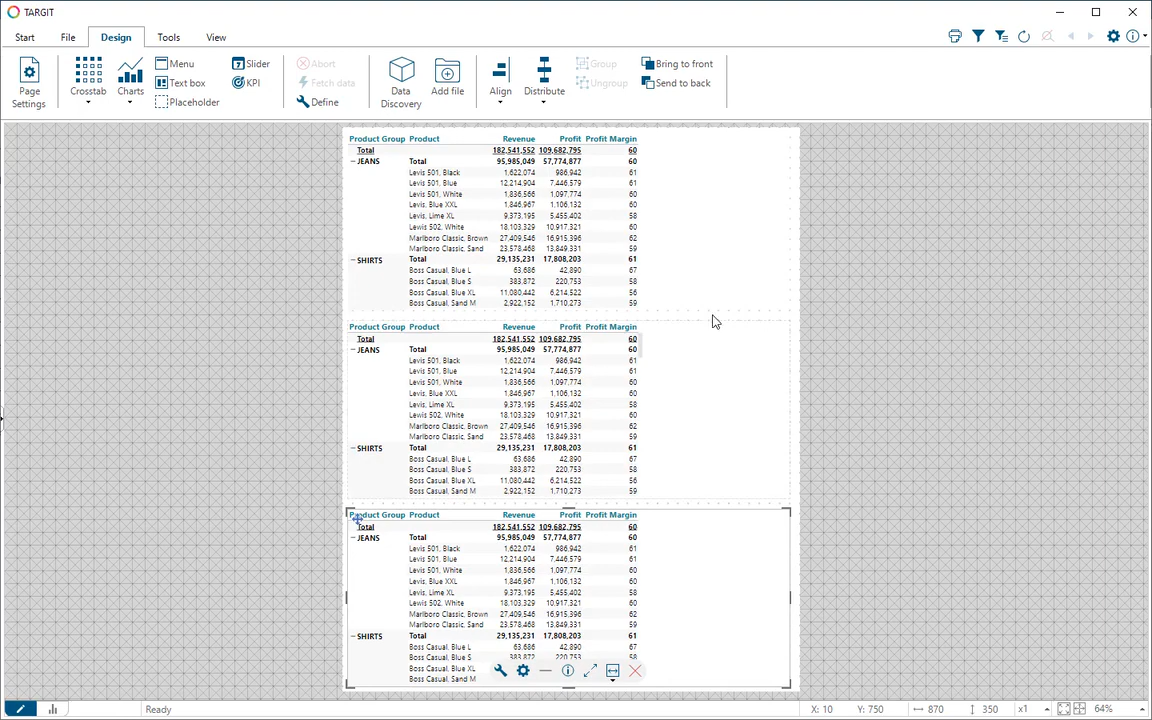 TARGIT
Start File Design Tools View
Page Settings
Crosstab
Charts
Menu
Text box
Placeholder
Slider
KPI
Abort
Fetch data
Define
Data Discovery
Add file
Align
Distribute
Group
Ungroup
Bring to front
Send to back
Product Group Product Revenue Profit Profit Margin
Total 182,541,552 109,682,795 60
JEANS Total 95,985,049 57,774,877 60
Levis 501, Black 1,622,074 986,942 61
Levis 501, Blue 12,214,904 7,446,579 61
Levis 501, White 1,836,566 1,097,774 60
Levis, Blue XXL 1,846,967 1,106,132 60
Levis, Lime XL 9,373,195 5,455,402 58
Lewis 502, White 18,103,329 10,917,321 60
Marlboro Classic, Brown 27,409,546 16,915,396 62
Marlboro Classic, Sand 23,578,468 13,849,331 59
SHIRTS Total 29,135,231 17,808,203 61
Boss Casual, Blue L 63,686 42,890 67
Boss Casual, Blue S 383,872 220,753 58
Boss Casual, Blue XL 11,080,442 6,214,522 56
Boss Casual, Sand M 2,922,152 1,710,273 59
Product Group Product Revenue Profit Profit Margin
Total 182,541,552 109,682,795 60
JEANS Total 95,985,049 57,774,877 60
Levis 501, Black 1,622,074 986,942 61
Levis 501, Blue 12,214,904 7,446,579 61
Levis 501, White 1,836,566 1,097,774 60
Levis, Blue XXL 1,846,967 1,106,132 60
Levis, Lime XL 9,373,195 5,455,402 58
Lewis 502, White 18,103,329 10,917,321 60
Marlboro Classic, Brown 27,409,546 16,915,396 62
Marlboro Classic, Sand 23,578,468 13,849,331 59
SHIRTS Total 29,135,231 17,808,203 61
Boss Casual, Blue L 63,686 42,890 67
Boss Casual, Blue S 383,872 220,753 58
Boss Casual, Blue XL 11,080,442 6,214,522 56
Boss Casual, Sand M 2,922,152 1,710,273 59
Product Group Product Revenue Profit Profit Margin
Total 182,541,552 109,682,795 60
JEANS Total 95,985,049 57,774,877 60
Levis 501, Black 1,622,074 986,942 61
Levis 501, Blue 12,214,904 7,446,579 61
Levis 501, White 1,836,566 1,097,774 60
Levis, Blue XXL 1,846,967 1,106,132 60
Levis, Lime XL 9,373,195 5,455,402 58
Lewis 502, White 18,103,329 10,917,321 60
Marlboro Classic, Brown 27,409,546 16,915,396 62
Marlboro Classic, Sand 23,578,468 13,849,331 59
SHIRTS Total 29,135,231 17,808,203 61
Boss Casual, Blue L 63,686 42,890 67
Boss Casual, Blue S 383,872 220,753 58
Boss Casual, Blue XL
Boss Casual, Sand M
Ready X: 10 Y: 750 870 350 x1 64%